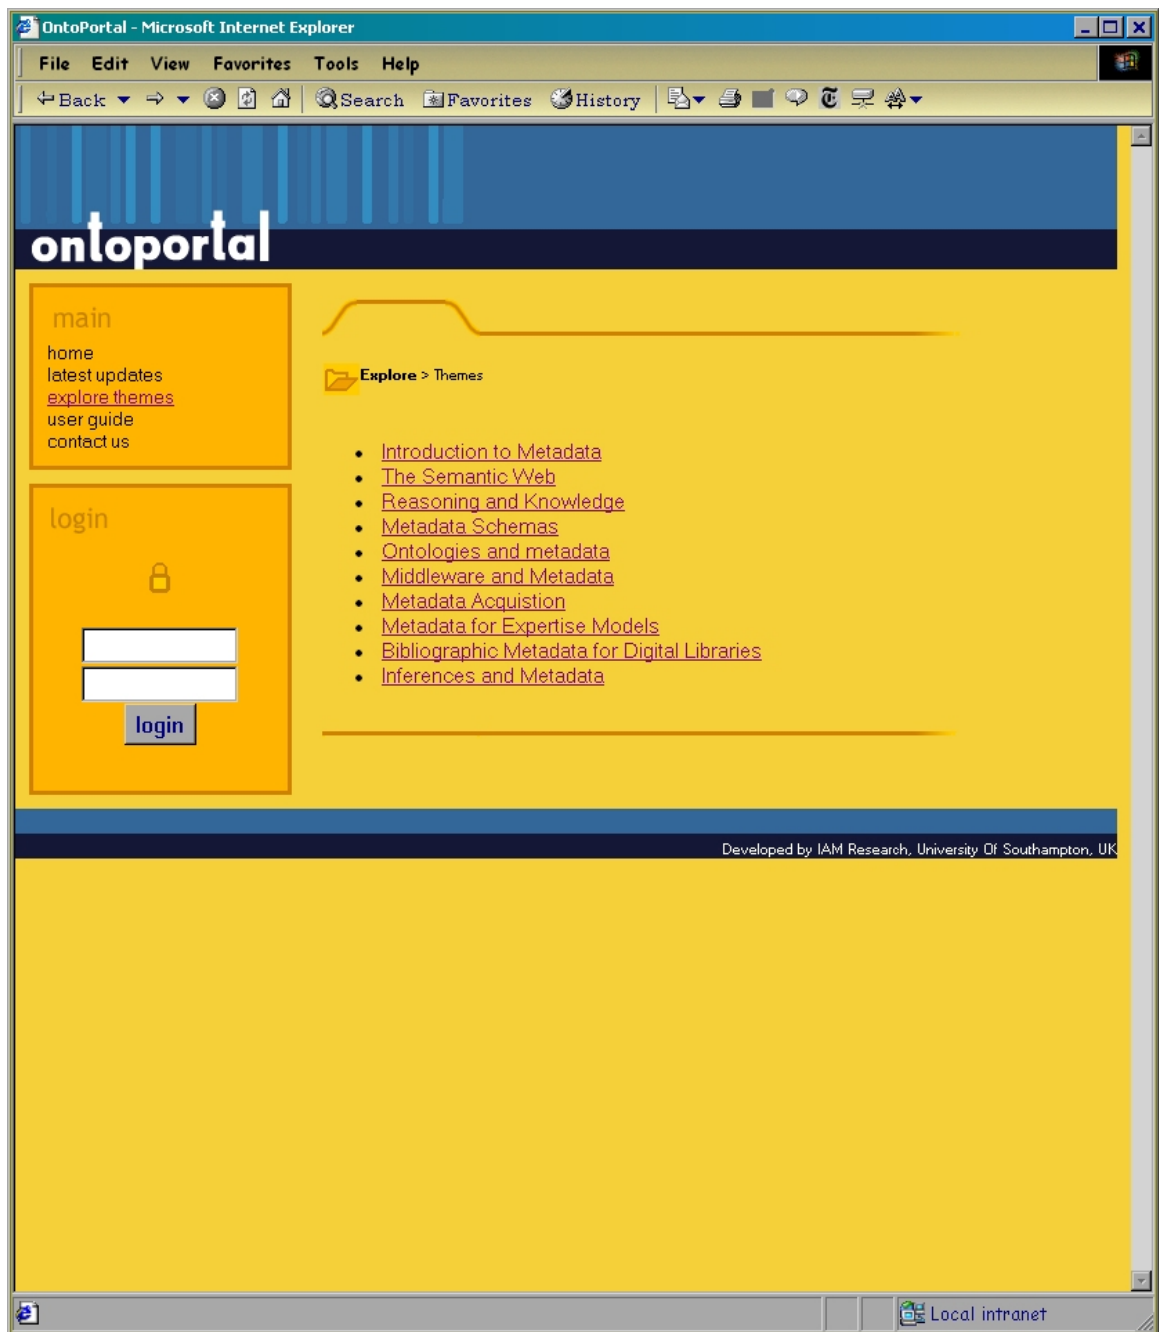 OntoPortal - Microsoft Internet Explorer
File Edit View Favorites Tools Help
Back Search Favorites History
ontoportal
main
home
latest updates
explore themes
user guide
contact us
login
login
Explore > Themes
Introduction to Metadata
The Semantic Web
Reasoning and Knowledge
Metadata Schemas
Ontologies and metadata
Middleware and Metadata
Metadata Acquistion
Metadata for Expertise Models
Bibliographic Metadata for Digital Libraries
Inferences and Metadata
Developed by IAM Research, University Of Southampton, UK
Local intranet